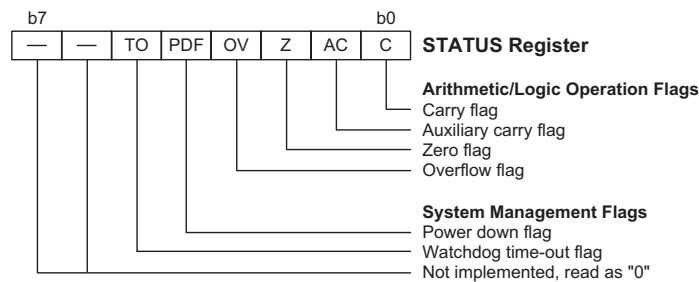 b7 b0
— — TO PDF OV Z AC C STATUS Register
Arithmetic/Logic Operation Flags
Carry flag
Auxiliary carry flag
Zero flag
Overflow flag
System Management Flags
Power down flag
Watchdog time-out flag
Not implemented, read as "0"